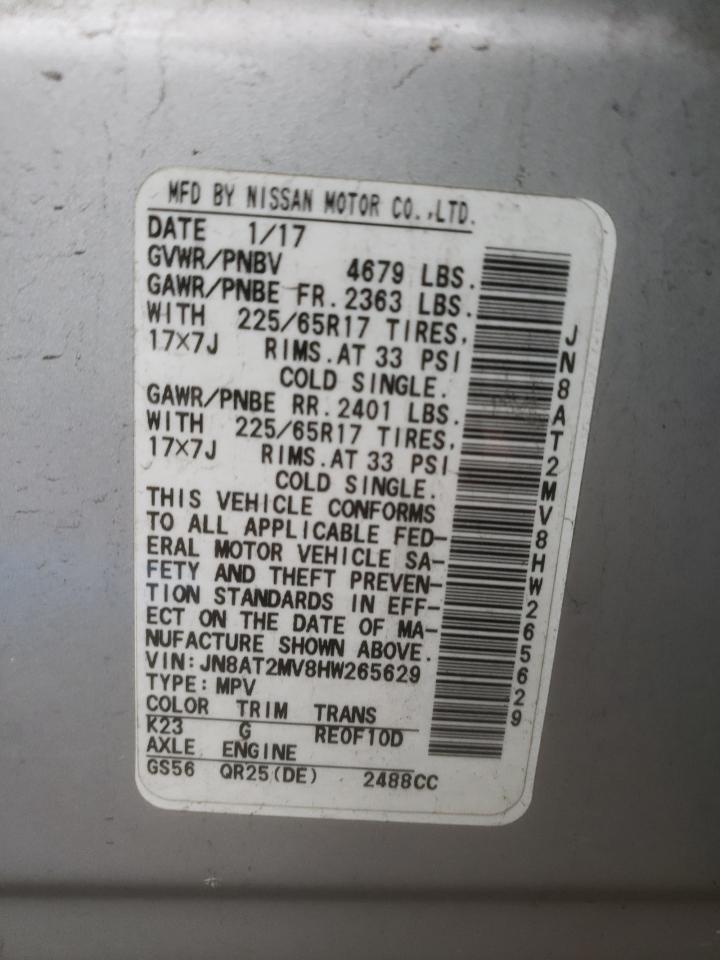 MFD BY NISSAN MOTOR CO.,LTD.
DATE 1/17
GVWR/PNBV 4679 LBS.
GAWR/PNBE FR.2363 LBS.
WITH 225/65R17 TIRES,
17×7J RIMS.AT 33 PSI
COLD SINGLE.
GAWR/PNBE RR.2401 LBS.
WITH 225/65R17 TIRES,
17×7J RIMS.AT 33 PSI
COLD SINGLE.
THIS VEHICLE CONFORMS
TO ALL APPLICABLE FED-
ERAL MOTOR VEHICLE SA-
FETY AND THEFT PREVEN-
TION STANDARDS IN EFF-
ECT ON THE DATE OF MA-
NUFACTURE SHOWN ABOVE.
VIN:JN8AT2MV8HW265629
TYPE:MPV
COLOR TRIM TRANS
K23 G RE0F10D
AXLE ENGINE
GS56 QR25(DE) 2488CC
JN8AT2MV8HW265629